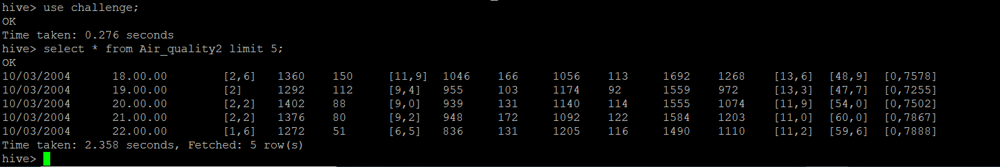 hive> use challenge;
OK
Time taken: 0.276 seconds
hive> select * from Air_quality2 limit 5;
OK
10/03/2004 18.00.00 [2,6] 1360 150 [11,9] 1046 166 1056 113 1692 1268 [13,6] [48,9] [0,7578]
10/03/2004 19.00.00 [2] 1292 112 [9,4] 955 103 1174 92 1559 972 [13,3] [47,7] [0,7255]
10/03/2004 20.00.00 [2,2] 1402 88 [9,0] 939 131 1140 114 1555 1074 [11,9] [54,0] [0,7502]
10/03/2004 21.00.00 [2,2] 1376 80 [9,2] 948 172 1092 122 1584 1203 [11,0] [60,0] [0,7867]
10/03/2004 22.00.00 [1,6] 1272 51 [6,5] 836 131 1205 116 1490 1110 [11,2] [59,6] [0,7888]
Time taken: 2.358 seconds, Fetched: 5 row(s)
hive>